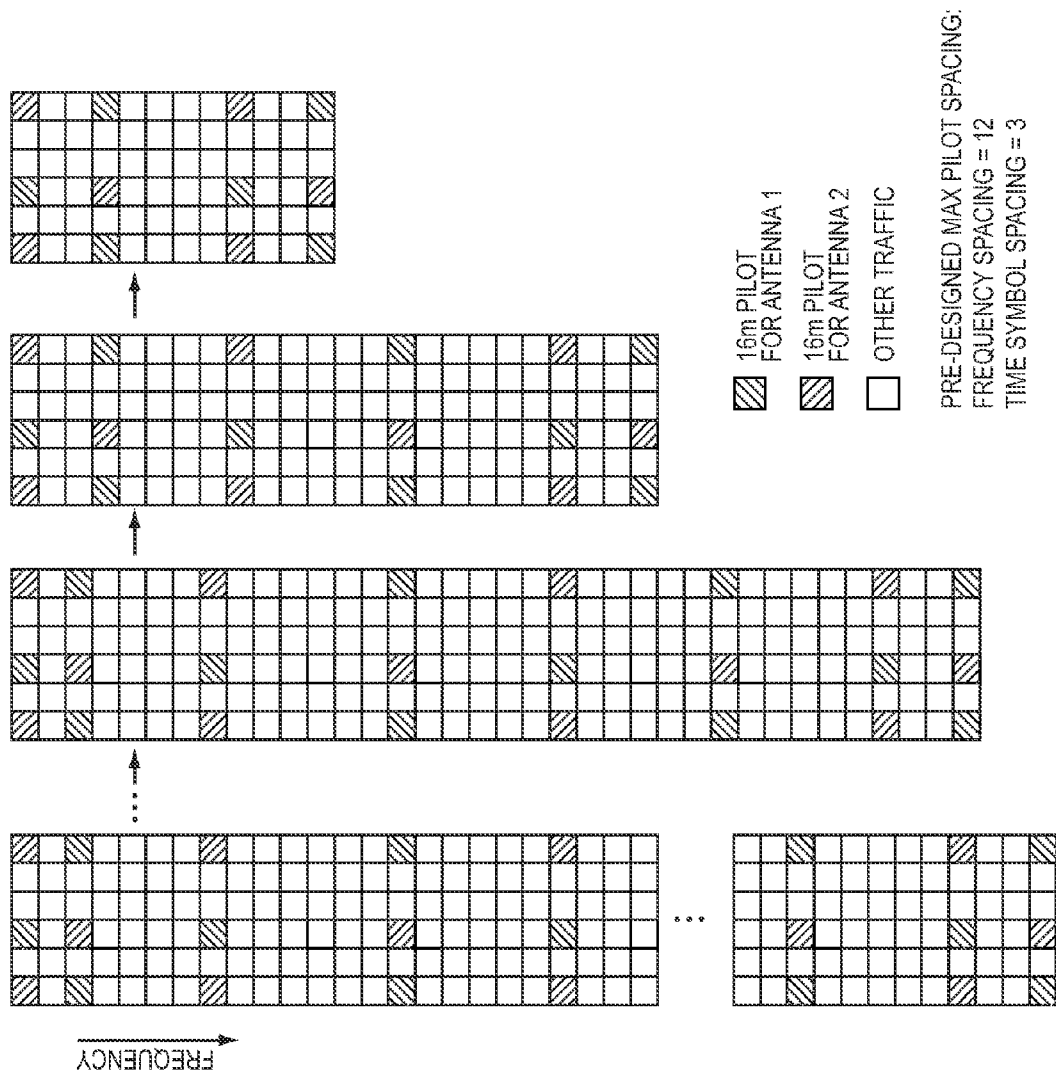 FREQUENCY
16m PILOT
FOR ANTENNA 1
16m PILOT
FOR ANTENNA 2
OTHER TRAFFIC
PRE-DESIGNED MAX PILOT SPACING:
FREQUENCY SPACING = 12
TIME SYMBOL SPACING = 3